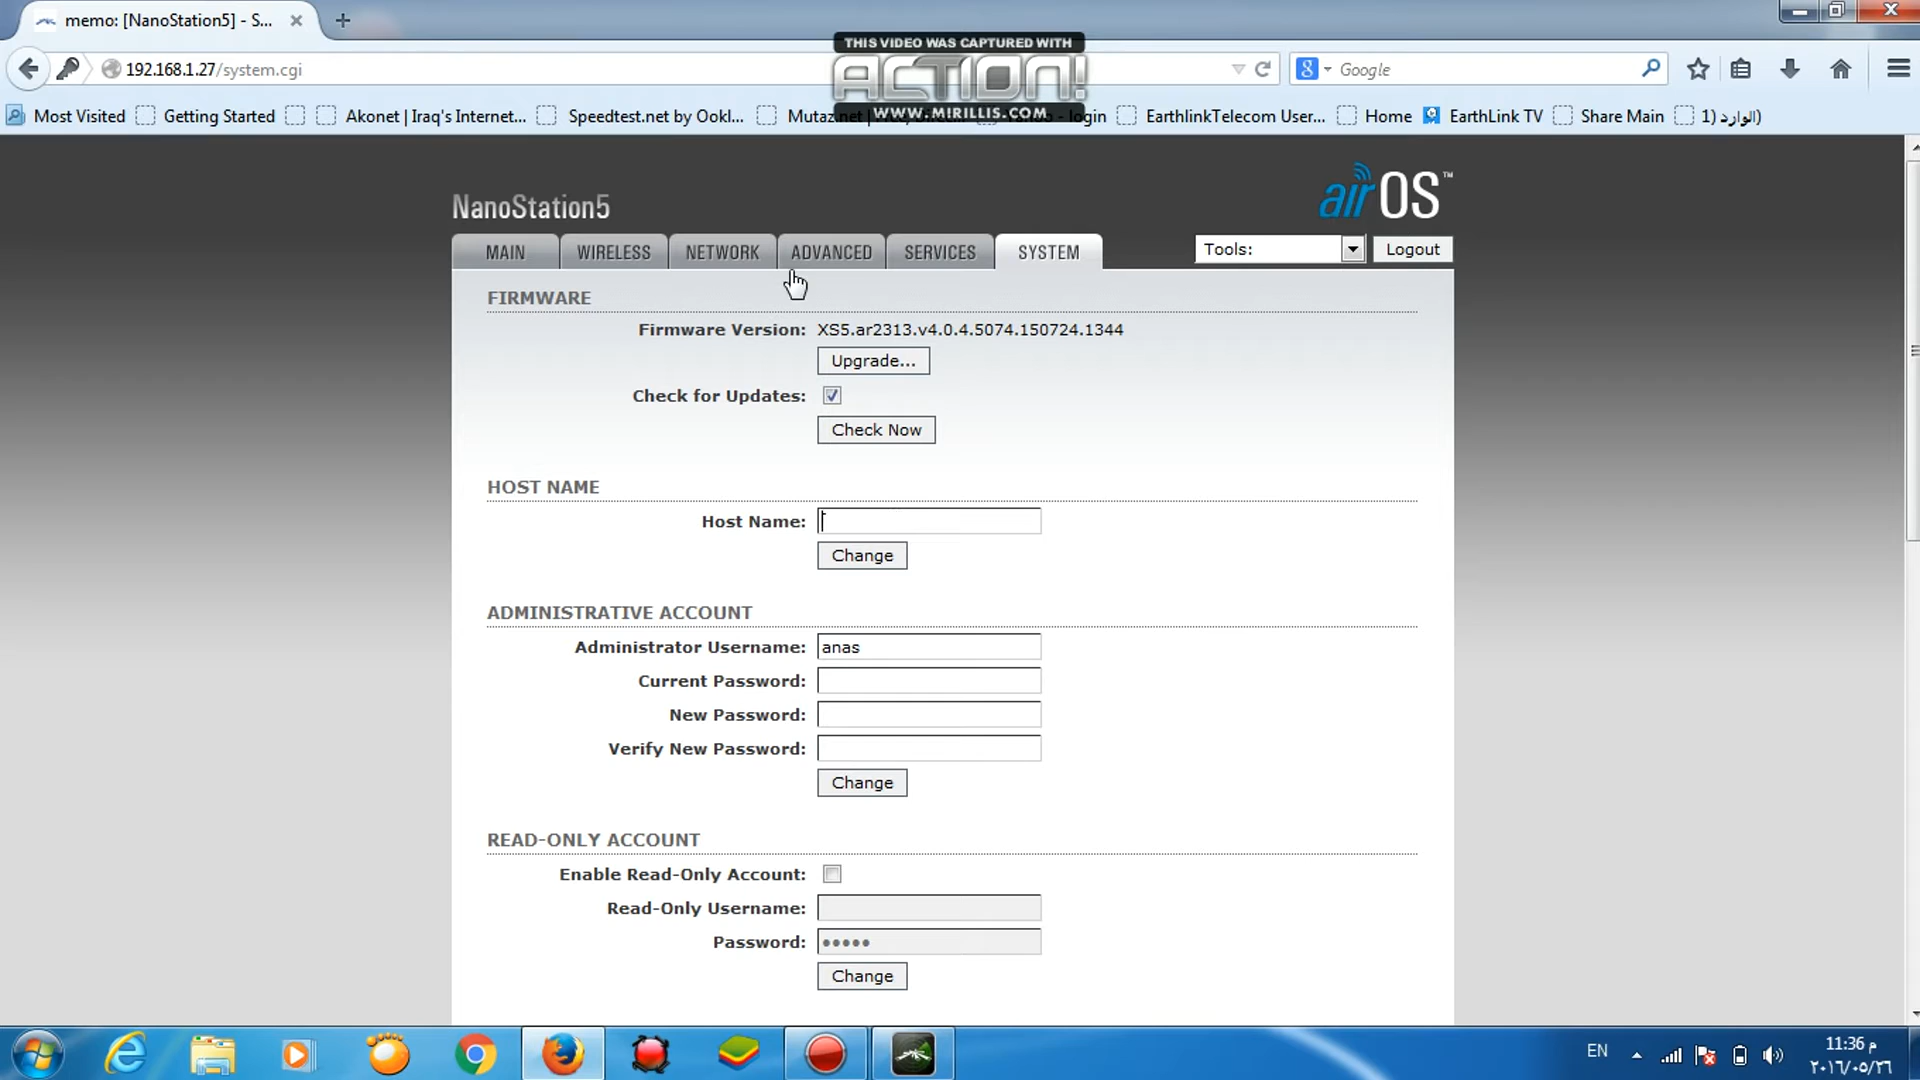 memo: [NanoStation5] - S...
THIS VIDEO WAS CAPTURED WITH
ACTION!
WWW.MIRILLIS.COM
192.168.1.27/system.cgi
Google
Most Visited
Getting Started
Akonet | Iraq's Internet...
Speedtest.net by Ookl...
Mutaz.net
login
EarthlinkTelecom User...
Home
EarthLink TV
Share Main
(الوارد (1
NanoStation5
airOS™
MAIN
WIRELESS
NETWORK
ADVANCED
SERVICES
SYSTEM
Tools:
Logout
FIRMWARE
Firmware Version: XS5.ar2313.v4.0.4.5074.150724.1344
Upgrade...
Check for Updates:
Check Now
HOST NAME
Host Name:
Change
ADMINISTRATIVE ACCOUNT
Administrator Username: anas
Current Password:
New Password:
Verify New Password:
Change
READ-ONLY ACCOUNT
Enable Read-Only Account:
Read-Only Username:
Password: •••••
Change
EN
11:36 م
٢٠١٦/٠٥/٢٦